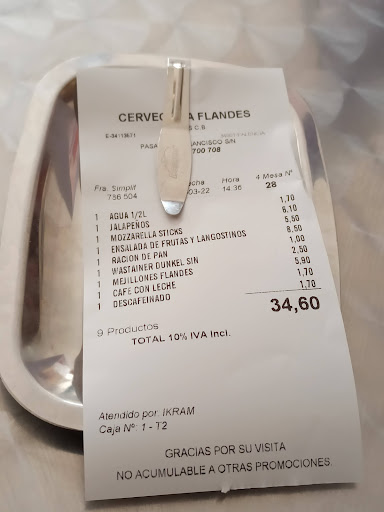 CERVEC A FLANDES
S C B
E-04113671
PASA ANCISCO S/N
700 708
Fra. Simplif echa Hora 4 Mesa Nº
756 504 03-22 14:36 28
1 AGUA 1/2L 1,70
1 JALAPEÑOS 6,10
1 MOZZARELLA STICKS 5,50
1 ENSALADA DE FRUTAS Y LANGOSTINOS 8,50
1 RACION DE PAN 1,00
1 WASTAINER DUNKEL SIN 2,50
1 MEJILLONES FLANDES 5,90
1 CAFE CON LECHE 1,70
1 DESCAFEINADO 1,70
34,60
9 Productos
TOTAL 10% IVA Incl.
Atendido por: IKRAM
Caja Nº: 1 - T2
GRACIAS POR SU VISITA
NO ACUMULABLE A OTRAS PROMOCIONES.